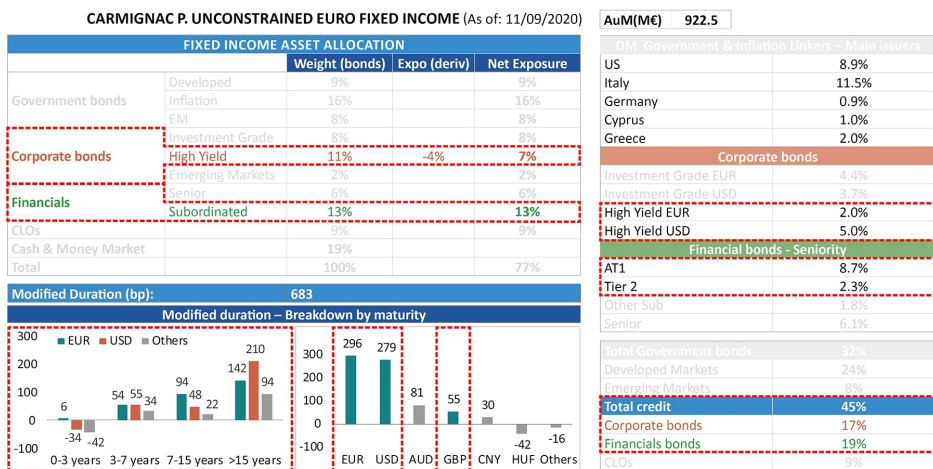 CARMIGNAC P. UNCONSTRAINED EURO FIXED INCOME (As of: 11/09/2020)
AuM(M€) 922.5
FIXED INCOME ASSET ALLOCATION
Weight (bonds) Expo (deriv) Net Exposure
Government bonds
Developed 9% 9%
Inflation 16% 16%
EM 8% 8%
Corporate bonds
Investment Grade 8% 8%
High Yield 11% -4% 7%
Emerging Markets 2% 2%
Financials
Senior 6% 6%
Subordinated 13% 13%
CLOs 9% 9%
Cash & Money Market 19%
Total 100% 77%
Modified Duration (bp): 683
Modified duration – Breakdown by maturity
EUR USD Others
300
200
100
0
-100
6 -34 -42
54 55 34
94 48 22
142 210 94
0-3 years 3-7 years 7-15 years >15 years
300
200
100
0
-100
296 279 81 55 30 -42 -16
EUR USD AUD GBP CNY HUF Others
DM Government & Inflation Linkers – Main issuers
US 8.9%
Italy 11.5%
Germany 0.9%
Cyprus 1.0%
Greece 2.0%
Corporate bonds
Investment Grade EUR 4.4%
Investment Grade USD 3.7%
High Yield EUR 2.0%
High Yield USD 5.0%
Financial bonds - Seniority
AT1 8.7%
Tier 2 2.3%
Other Sub 1.8%
Senior 6.1%
Total Government bonds 32%
Developed Markets 24%
Emerging Markets 8%
Total credit 45%
Corporate bonds 17%
Financials bonds 19%
CLOs 9%